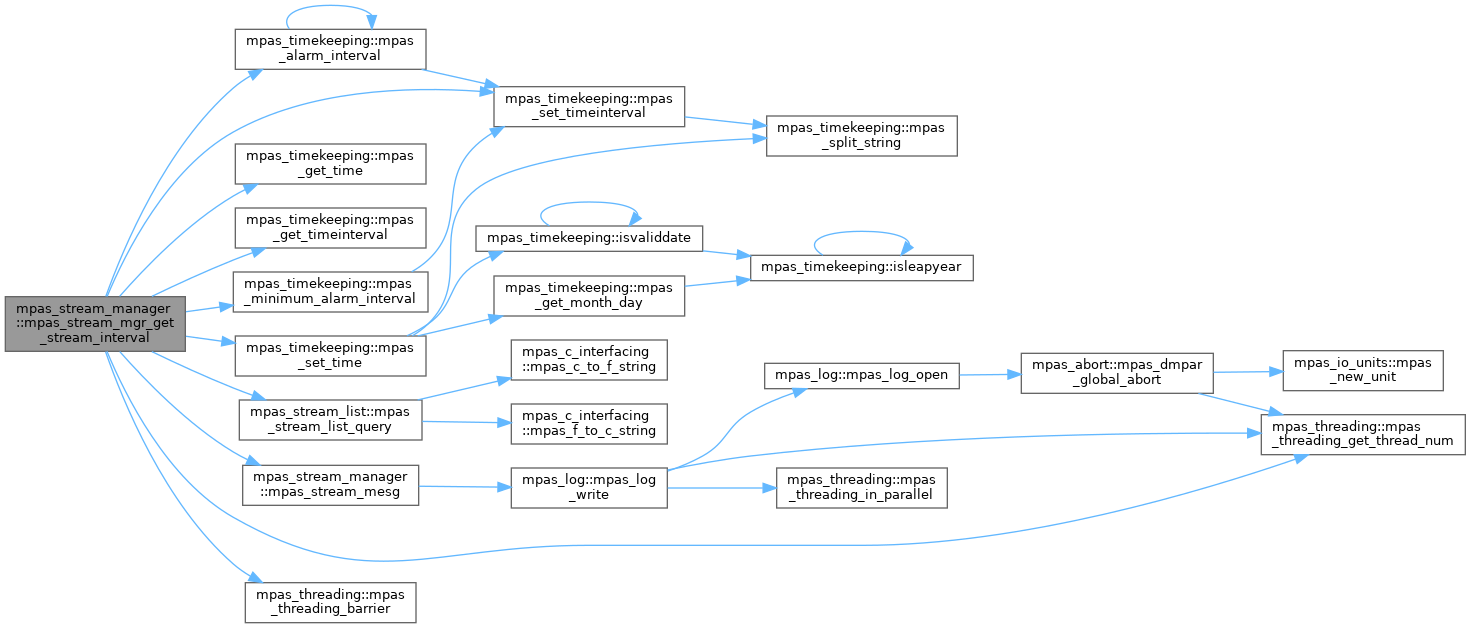 mpas_stream_manager
::mpas_stream_mgr_get
_stream_interval
mpas_timekeeping::mpas
_alarm_interval
mpas_timekeeping::mpas
_get_time
mpas_timekeeping::mpas
_get_timeinterval
mpas_timekeeping::mpas
_minimum_alarm_interval
mpas_timekeeping::mpas
_set_time
mpas_stream_list::mpas
_stream_list_query
mpas_stream_manager
::mpas_stream_mesg
mpas_threading::mpas
_threading_barrier
mpas_timekeeping::mpas
_set_timeinterval
mpas_timekeeping::isvaliddate
mpas_timekeeping::mpas
_get_month_day
mpas_c_interfacing
::mpas_c_to_f_string
mpas_c_interfacing
::mpas_f_to_c_string
mpas_log::mpas_log
_write
mpas_timekeeping::mpas
_split_string
mpas_timekeeping::isleapyear
mpas_log::mpas_log_open
mpas_threading::mpas
_threading_in_parallel
mpas_abort::mpas_dmpar
_global_abort
mpas_io_units::mpas
_new_unit
mpas_threading::mpas
_threading_get_thread_num